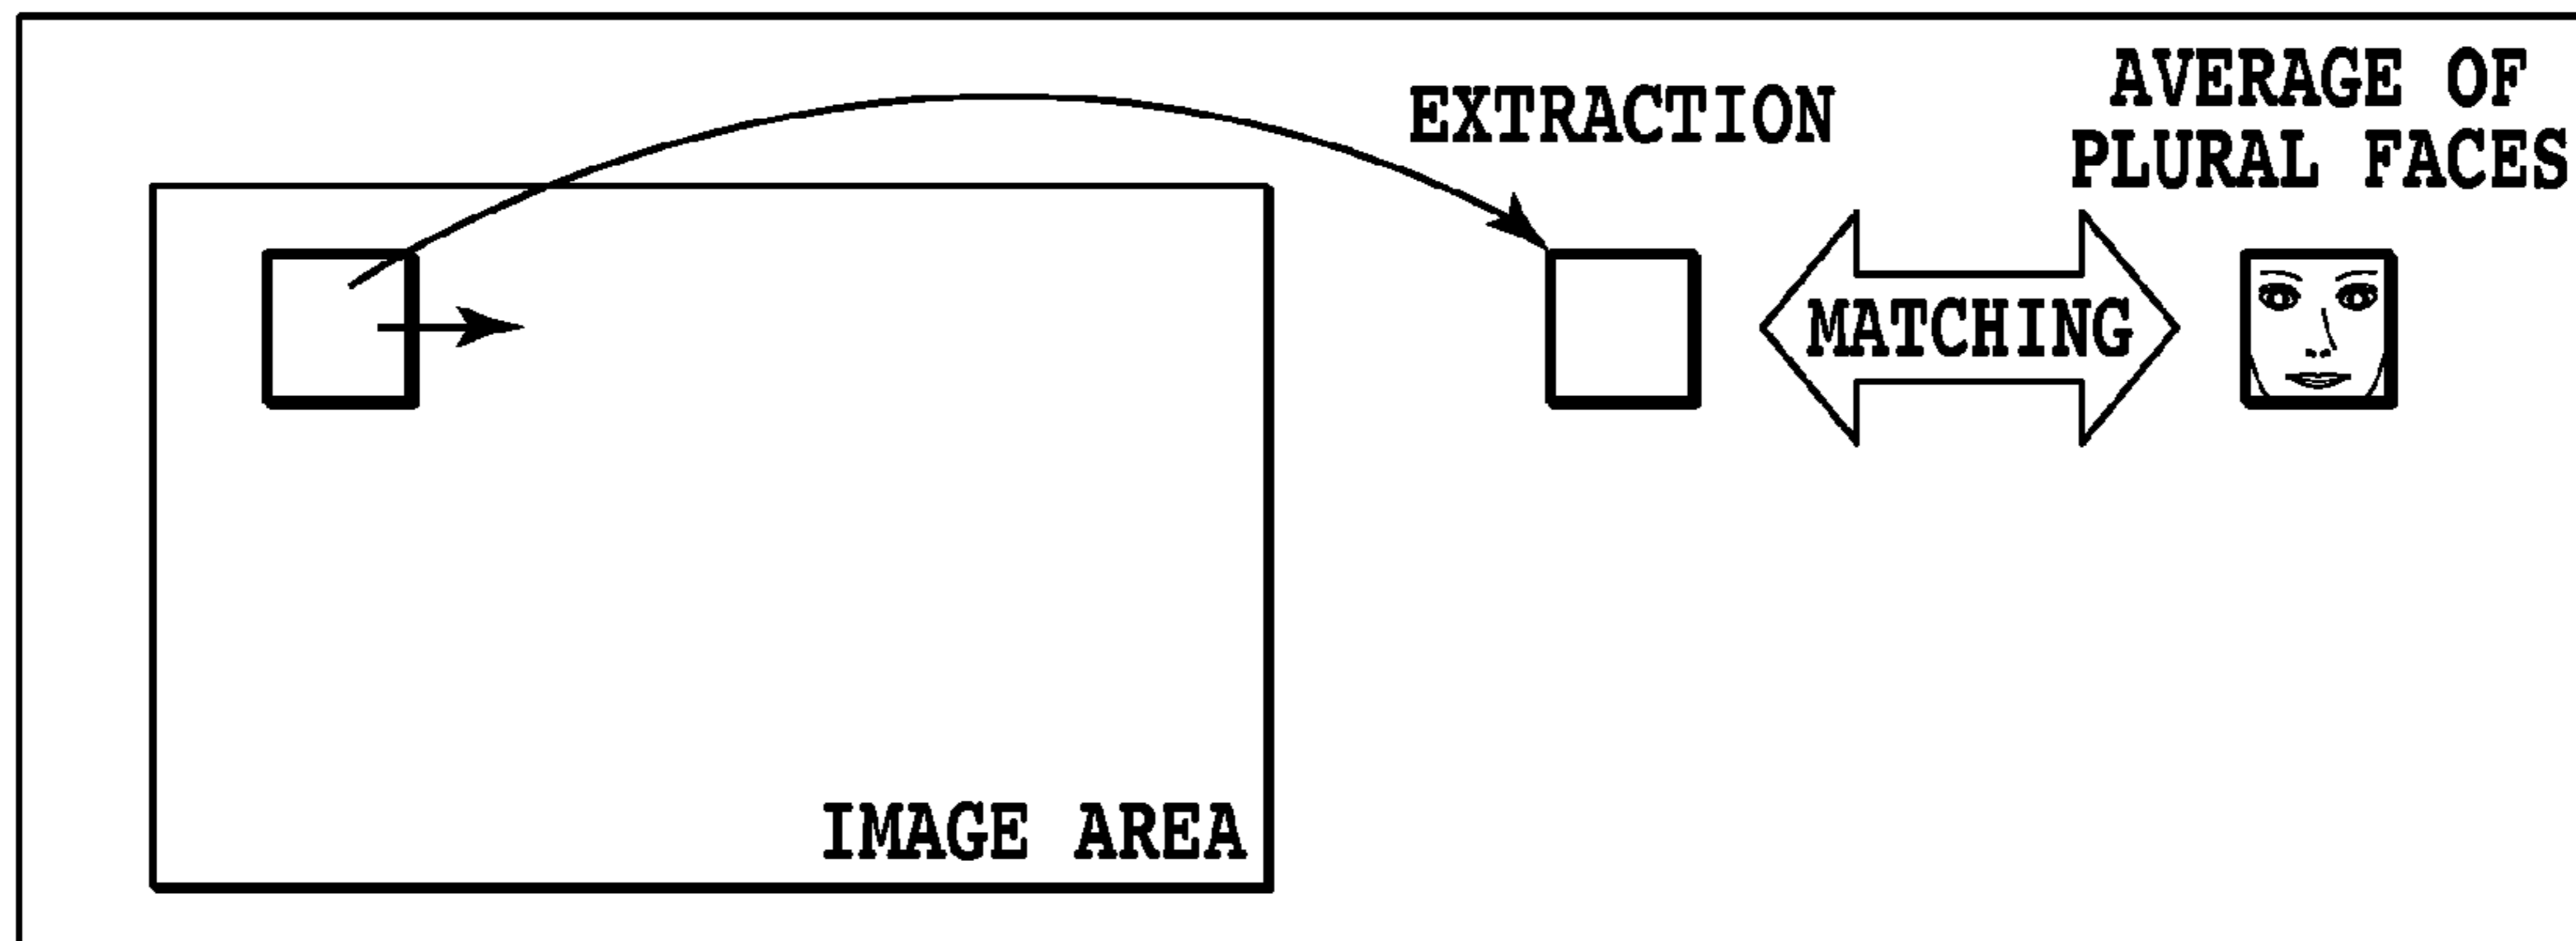 EXTRACTION
AVERAGE OF
PLURAL FACES
MATCHING
IMAGE AREA